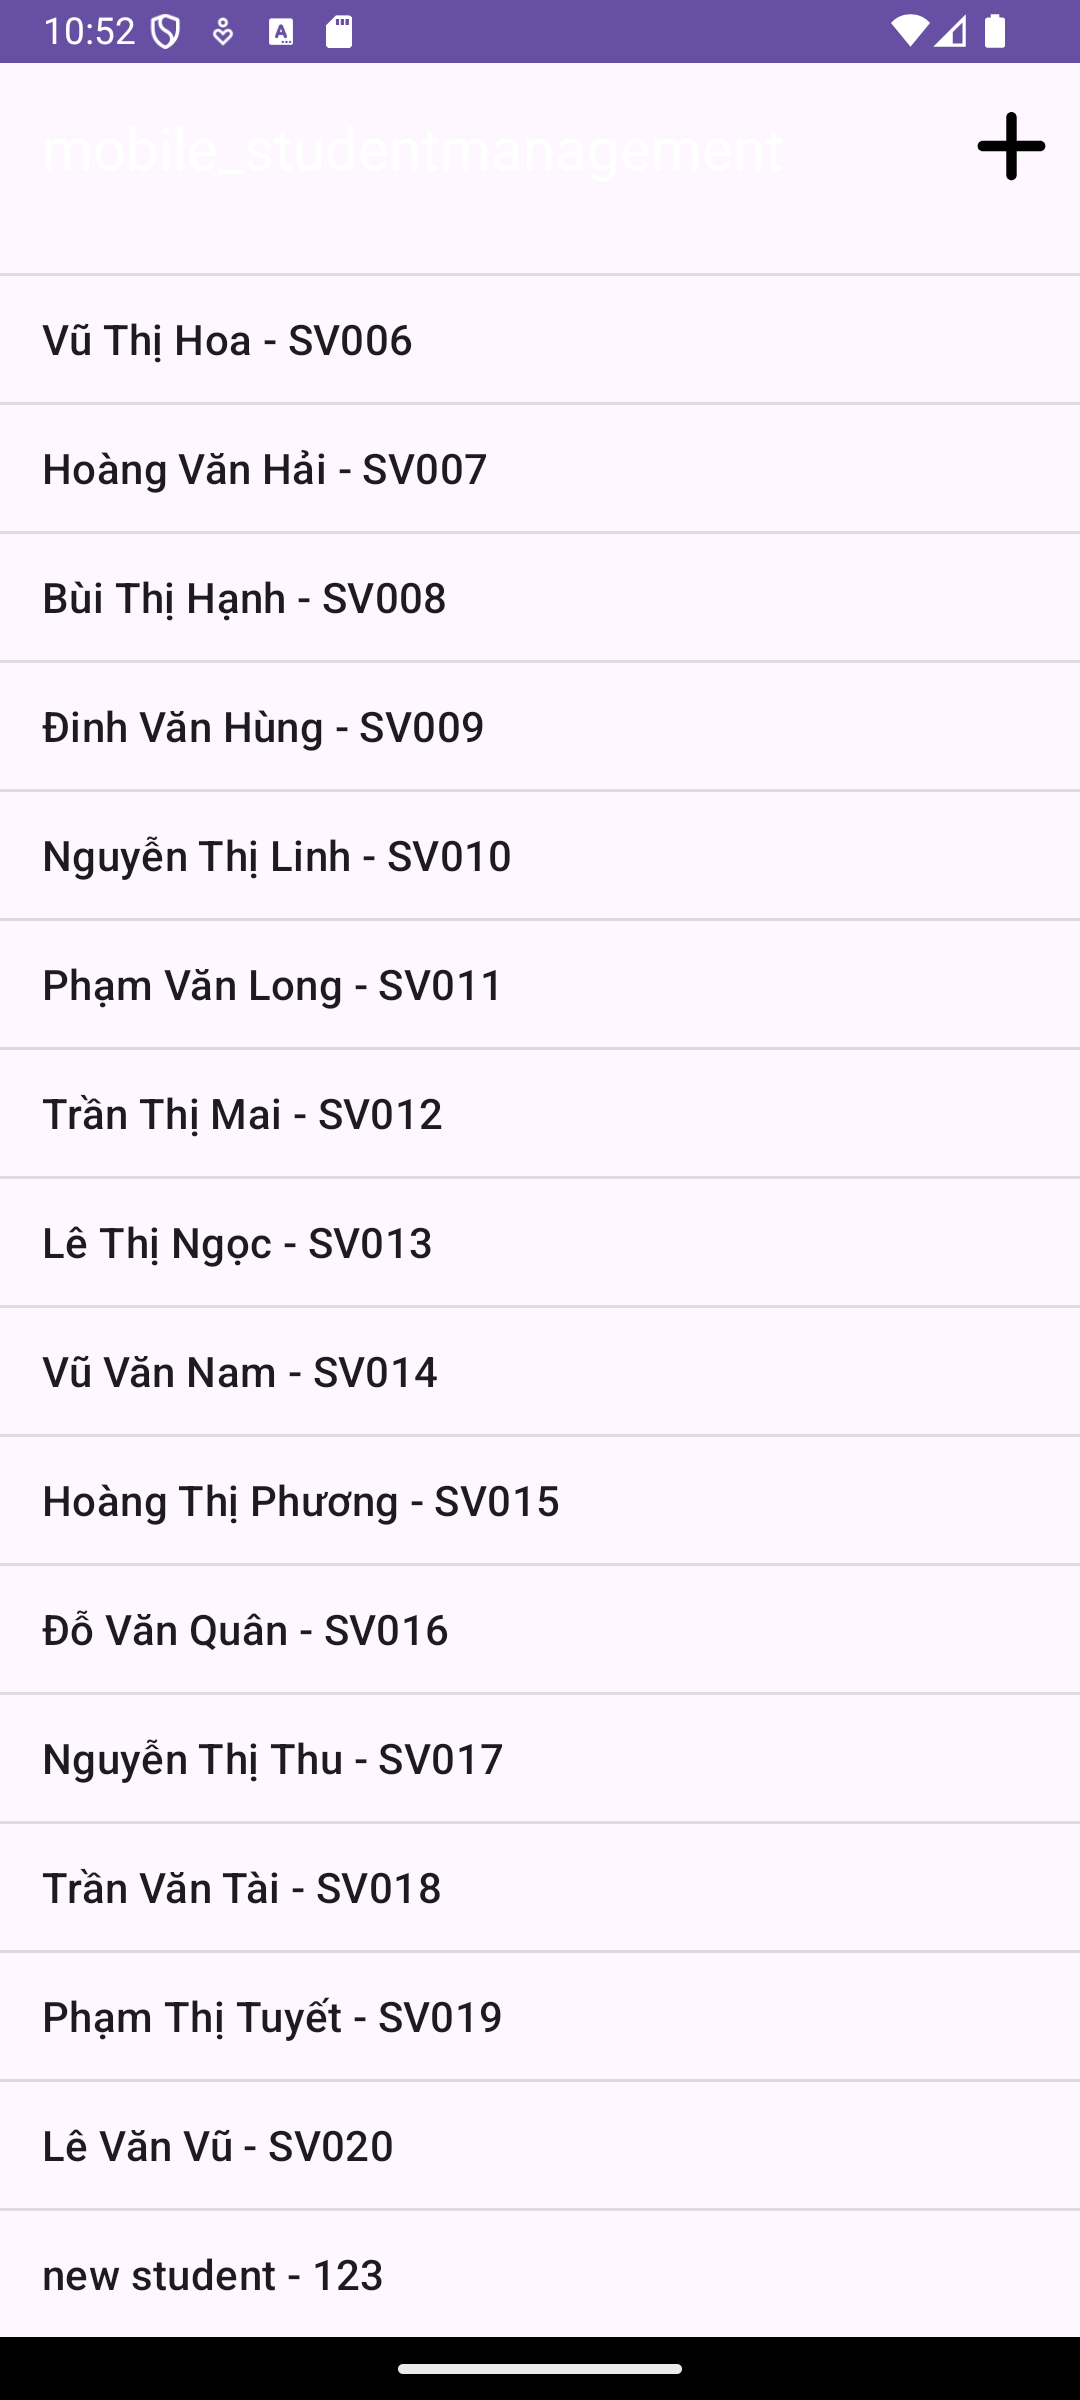 10:52
mobile_studentmanagement
Vũ Thị Hoa - SV006
Hoàng Văn Hải - SV007
Bùi Thị Hạnh - SV008
Đinh Văn Hùng - SV009
Nguyễn Thị Linh - SV010
Phạm Văn Long - SV011
Trần Thị Mai - SV012
Lê Thị Ngọc - SV013
Vũ Văn Nam - SV014
Hoàng Thị Phương - SV015
Đỗ Văn Quân - SV016
Nguyễn Thị Thu - SV017
Trần Văn Tài - SV018
Phạm Thị Tuyết - SV019
Lê Văn Vũ - SV020
new student - 123